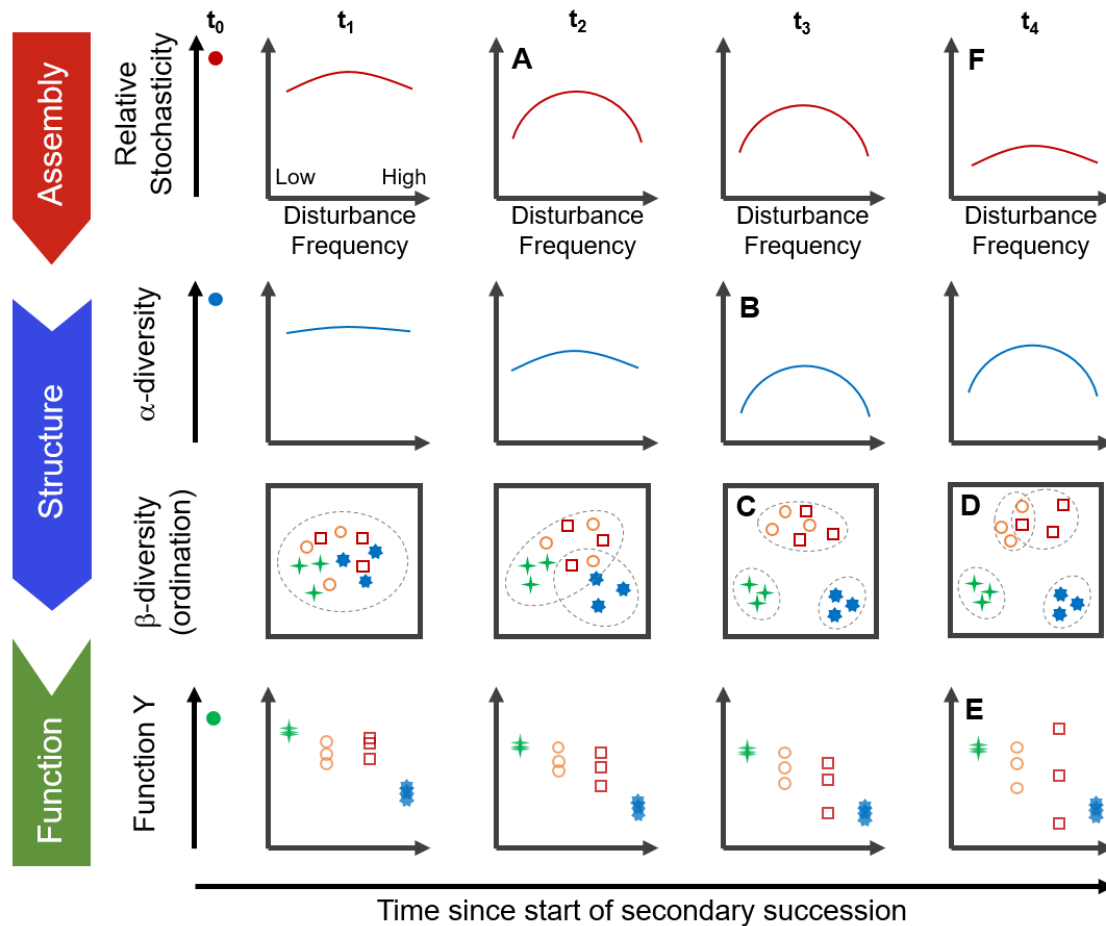 t0
t1
t2
t3
t4
Assembly
Relative
Stochasticity
A
F
Low
High
Disturbance
Frequency
Disturbance
Frequency
Disturbance
Frequency
Disturbance
Frequency
Structure
α-diversity
B
β-diversity
(ordination)
C
D
Function
Function Y
E
Time since start of secondary succession